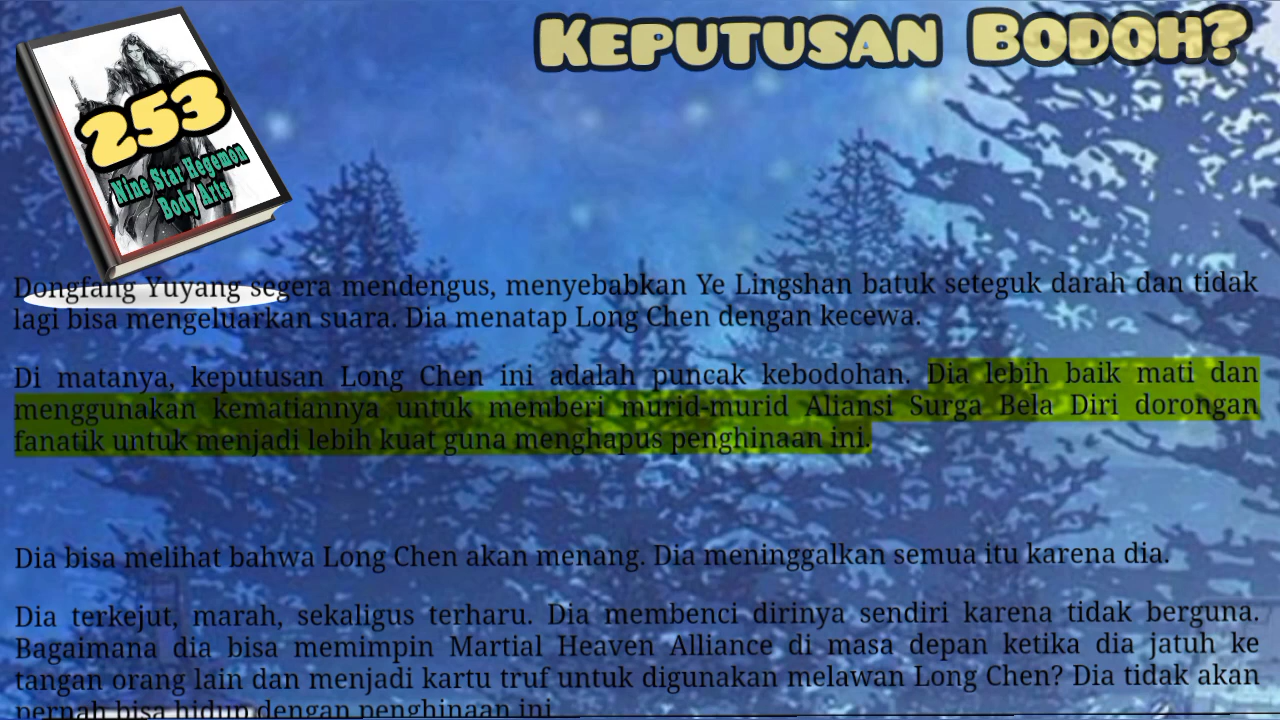 Keputusan Bodoh?
253
Nine Star Hegemon
Body Arts
Dongfang Yuyang segera mendengus, menyebabkan Ye Lingshan batuk seteguk darah dan tidak
lagi bisa mengeluarkan suara. Dia menatap Long Chen dengan kecewa.
Di matanya, keputusan Long Chen ini adalah puncak kebodohan. Dia lebih baik mati dan
menggunakan kematiannya untuk memberi murid-murid Aliansi Surga Bela Diri dorongan
fanatik untuk menjadi lebih kuat guna menghapus penghinaan ini.
Dia bisa melihat bahwa Long Chen akan menang. Dia meninggalkan semua itu karena dia.
Dia terkejut, marah, sekaligus terharu. Dia membenci dirinya sendiri karena tidak berguna.
Bagaimana dia bisa memimpin Martial Heaven Alliance di masa depan ketika dia jatuh ke
tangan orang lain dan menjadi kartu truf untuk digunakan melawan Long Chen? Dia tidak akan
pernah bisa hidup dengan penghinaan ini